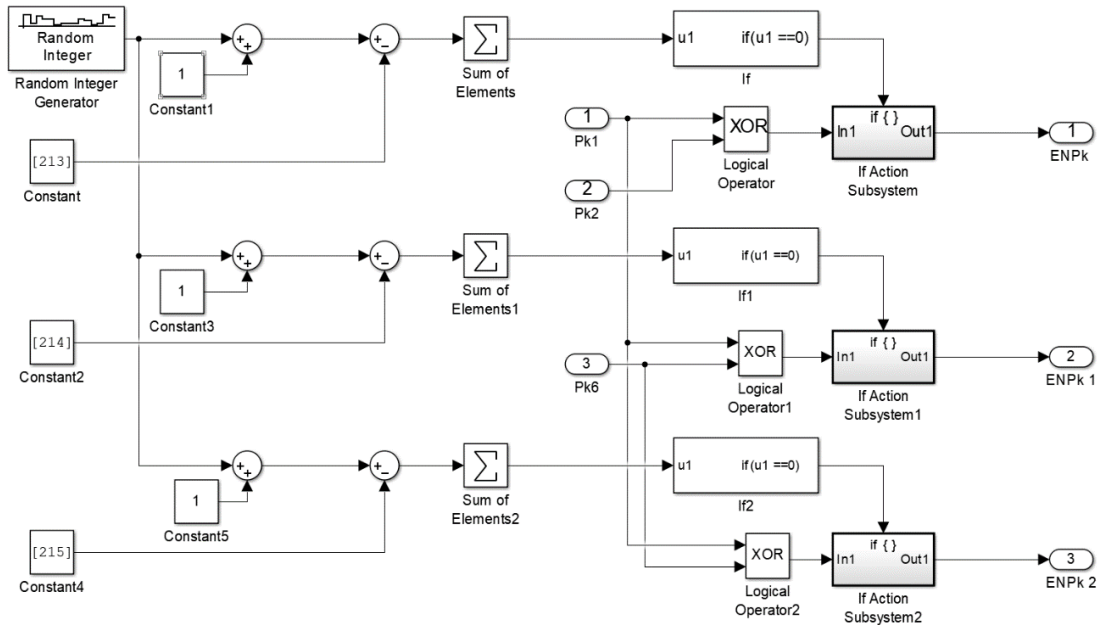 Random
Integer
Random Integer
Generator
+
+
1
Constant1
+
−
Sum of
Elements
u1 if(u1 ==0)
If
[213]
Constant
1
Pk1
2
Pk2
XOR
Logical
Operator
if { }
In1 Out1
If Action
Subsystem
1
ENPk
+
+
1
Constant3
+
−
Sum of
Elements1
u1 if(u1 ==0)
If1
[214]
Constant2
3
Pk6
XOR
Logical
Operator1
if { }
In1 Out1
If Action
Subsystem1
2
ENPk 1
+
+
1
Constant5
+
−
Sum of
Elements2
u1 if(u1 ==0)
If2
[215]
Constant4
XOR
Logical
Operator2
if { }
In1 Out1
If Action
Subsystem2
3
ENPk 2